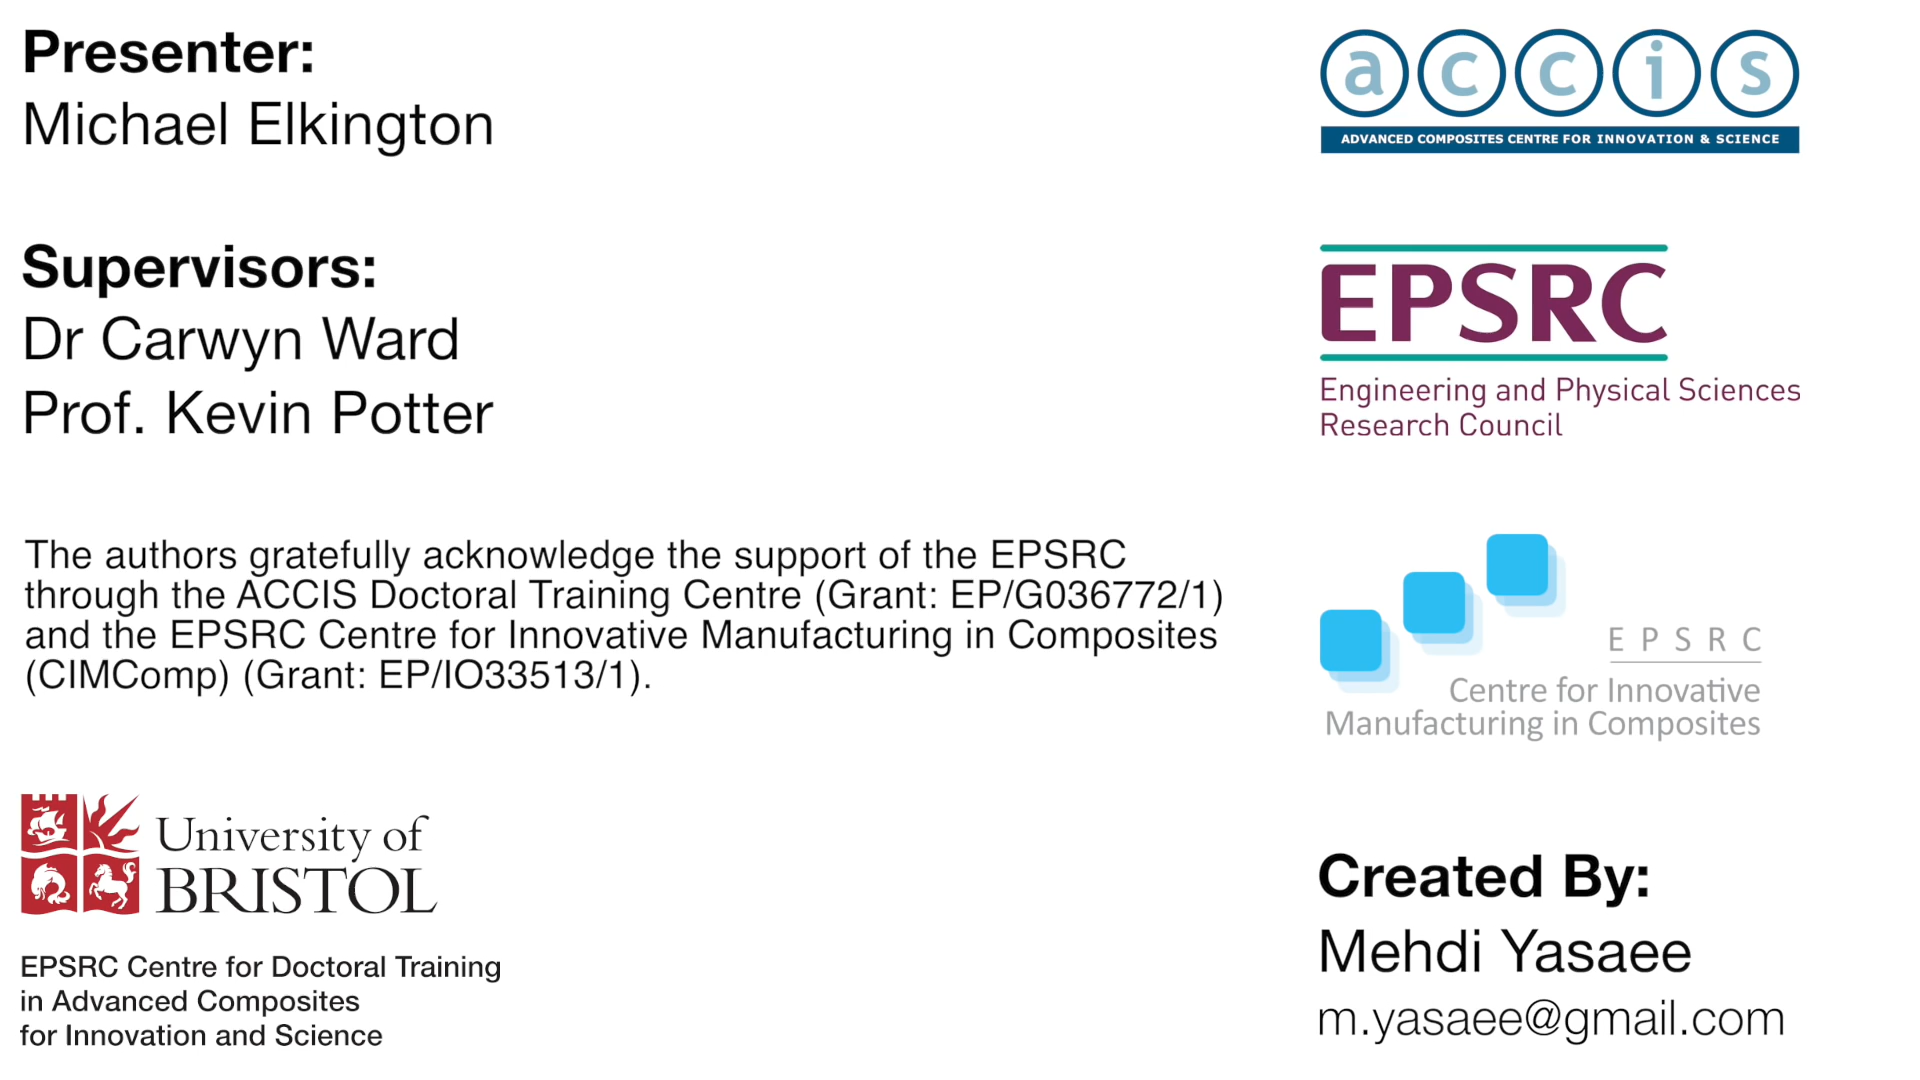 Presenter:
Michael Elkington
Supervisors:
Dr Carwyn Ward
Prof. Kevin Potter
The authors gratefully acknowledge the support of the EPSRC
through the ACCIS Doctoral Training Centre (Grant: EP/G036772/1)
and the EPSRC Centre for Innovative Manufacturing in Composites
(CIMComp) (Grant: EP/IO33513/1).
University of
BRISTOL
EPSRC Centre for Doctoral Training
in Advanced Composites
for Innovation and Science
accis
ADVANCED COMPOSITES CENTRE FOR INNOVATION & SCIENCE
EPSRC
Engineering and Physical Sciences
Research Council
EPSRC
Centre for Innovative
Manufacturing in Composites
Created By:
Mehdi Yasaee
m.yasaee@gmail.com